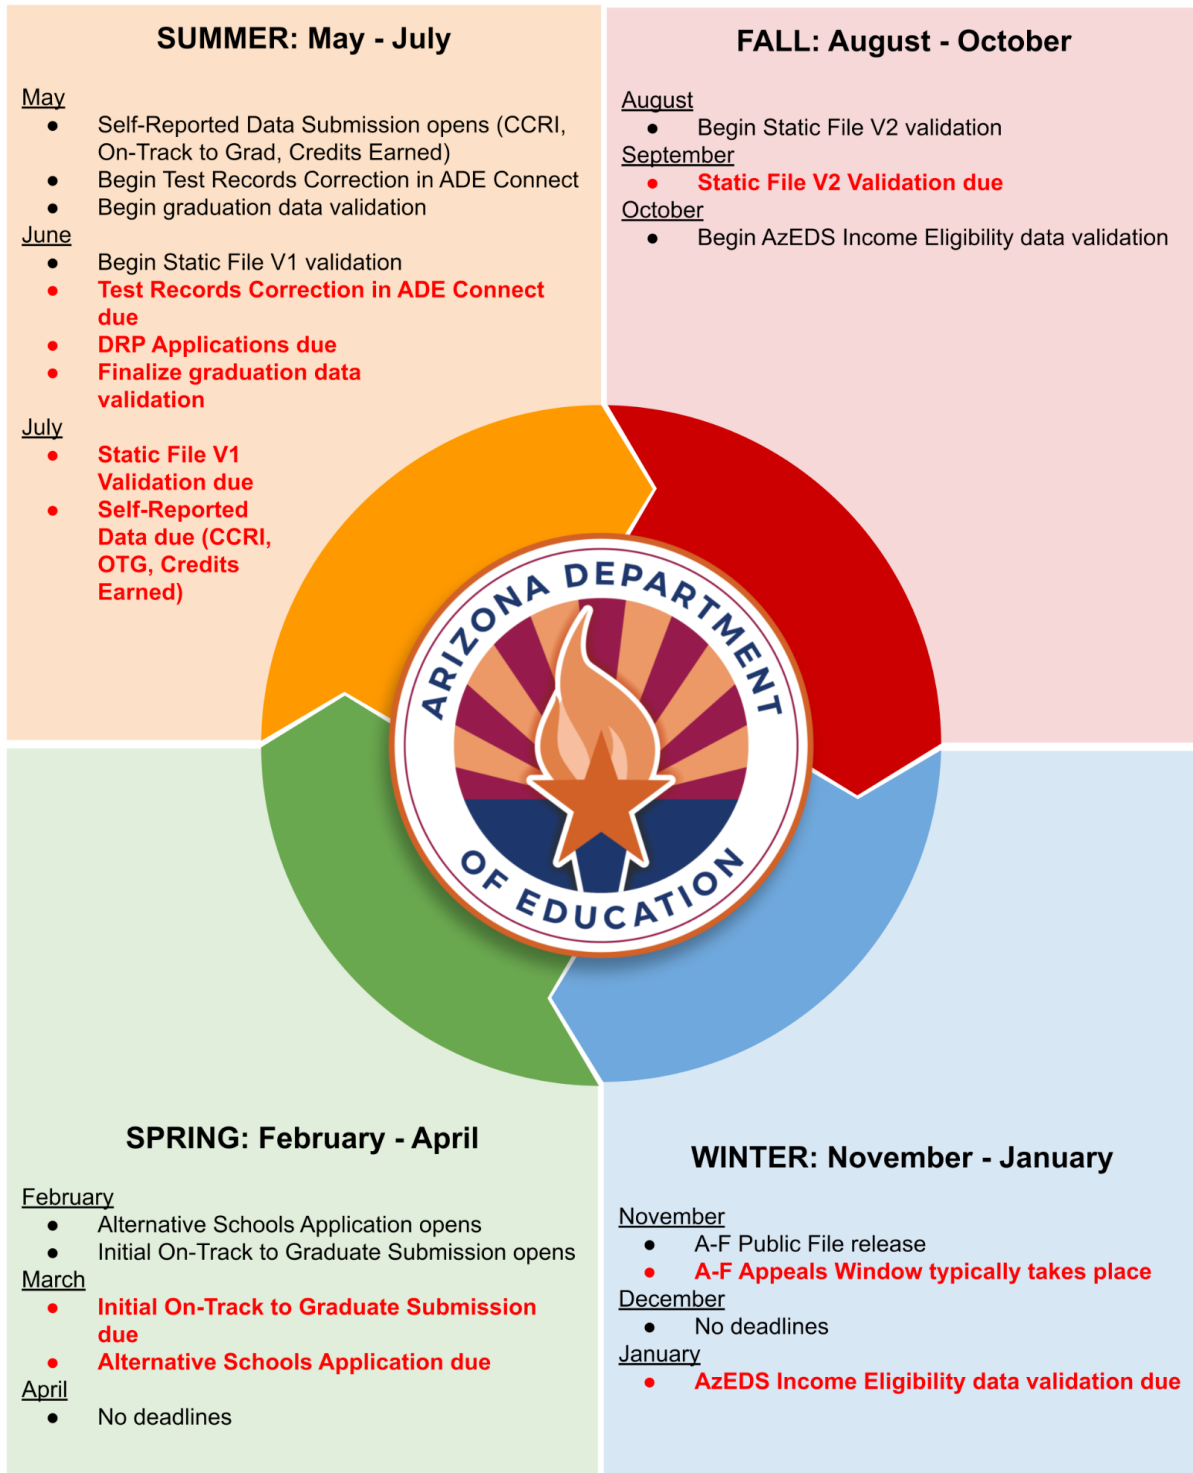 SUMMER: May - July
May
● Self-Reported Data Submission opens (CCRI,
On-Track to Grad, Credits Earned)
● Begin Test Records Correction in ADE Connect
● Begin graduation data validation
June
● Begin Static File V1 validation
● Test Records Correction in ADE Connect
due
● DRP Applications due
● Finalize graduation data
validation
July
● Static File V1
Validation due
● Self-Reported
Data due (CCRI,
OTG, Credits
Earned)
FALL: August - October
August
● Begin Static File V2 validation
September
● Static File V2 Validation due
October
● Begin AzEDS Income Eligibility data validation
ARIZONA DEPARTMENT
OF EDUCATION
SPRING: February - April
February
● Alternative Schools Application opens
● Initial On-Track to Graduate Submission opens
March
● Initial On-Track to Graduate Submission
due
● Alternative Schools Application due
April
● No deadlines
WINTER: November - January
November
● A-F Public File release
● A-F Appeals Window typically takes place
December
● No deadlines
January
● AzEDS Income Eligibility data validation due